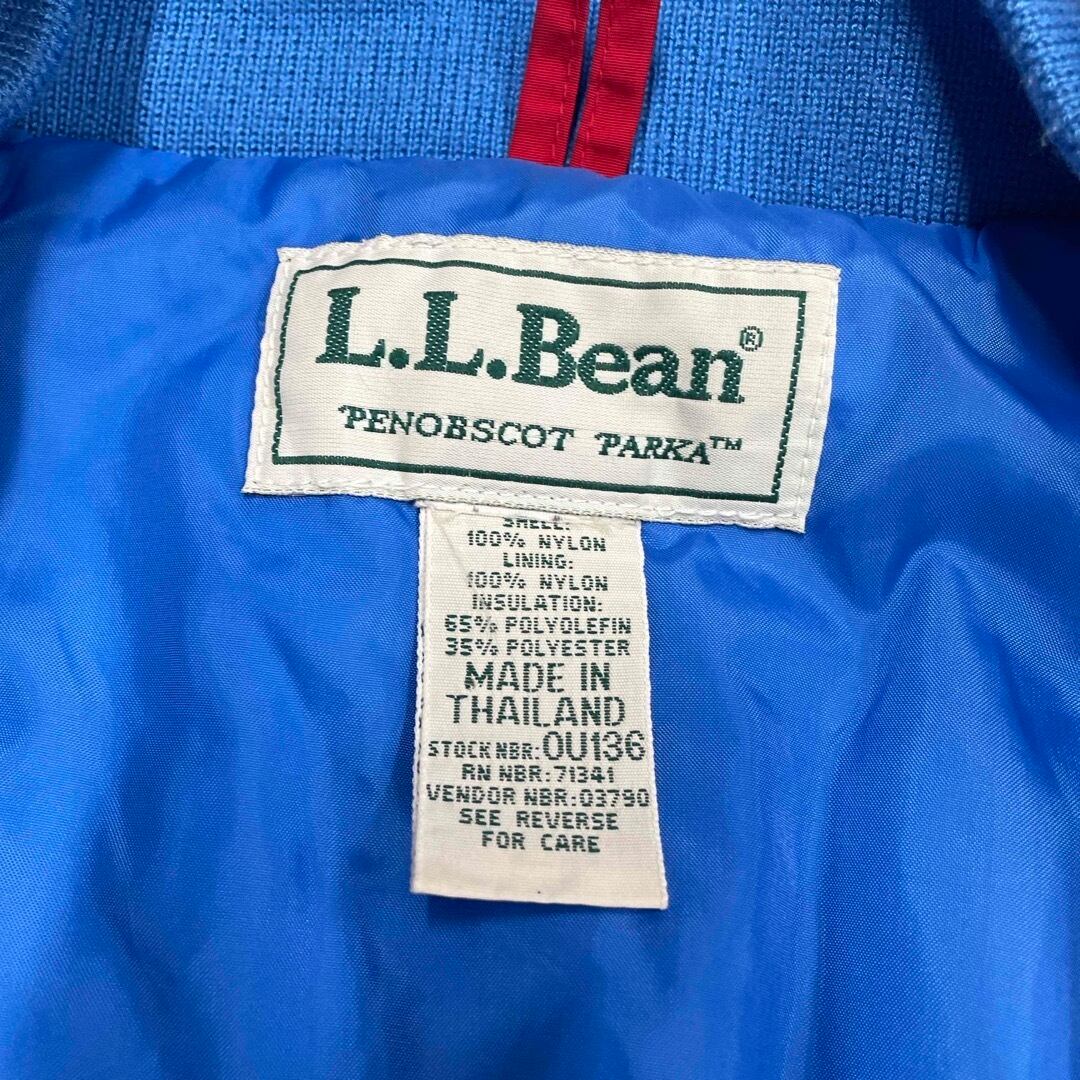 L.L.Bean®
PENOBSCOT PARKA™
SHELL:
100% NYLON
LINING:
100% NYLON
INSULATION:
65% POLYOLEFIN
35% POLYESTER
MADE IN
THAILAND
STOCK NBR: 0U136
RN NBR: 71341
VENDOR NBR: 03790
SEE REVERSE
FOR CARE